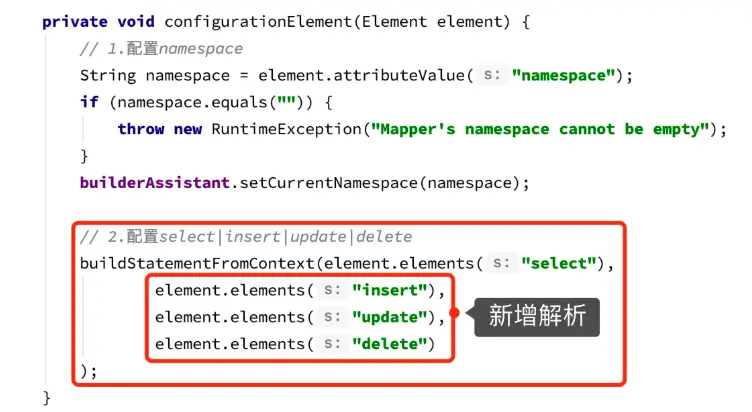 private void configurationElement(Element element) {
// 1.配置namespace
String namespace = element.attributeValue( s: "namespace");
if (namespace.equals("")) {
throw new RuntimeException("Mapper's namespace cannot be empty");
}
builderAssistant.setCurrentNamespace(namespace);
// 2.配置select|insert|update|delete
buildStatementFromContext(element.elements( s: "select"),
element.elements( s: "insert"),
element.elements( s: "update"),
新增解析
element.elements( s: "delete")
);
}